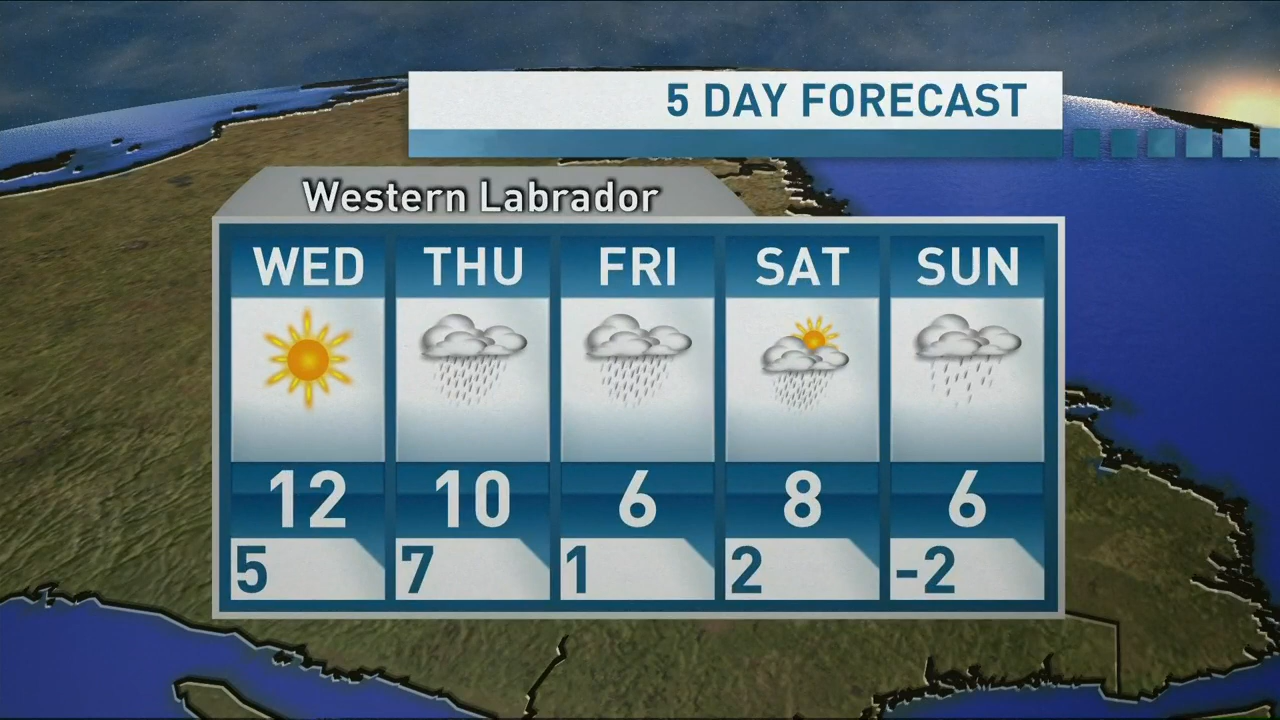 5 DAY FORECAST
Western Labrador
WED THU FRI SAT SUN
12 10 6 8 6
5 7 1 2 -2